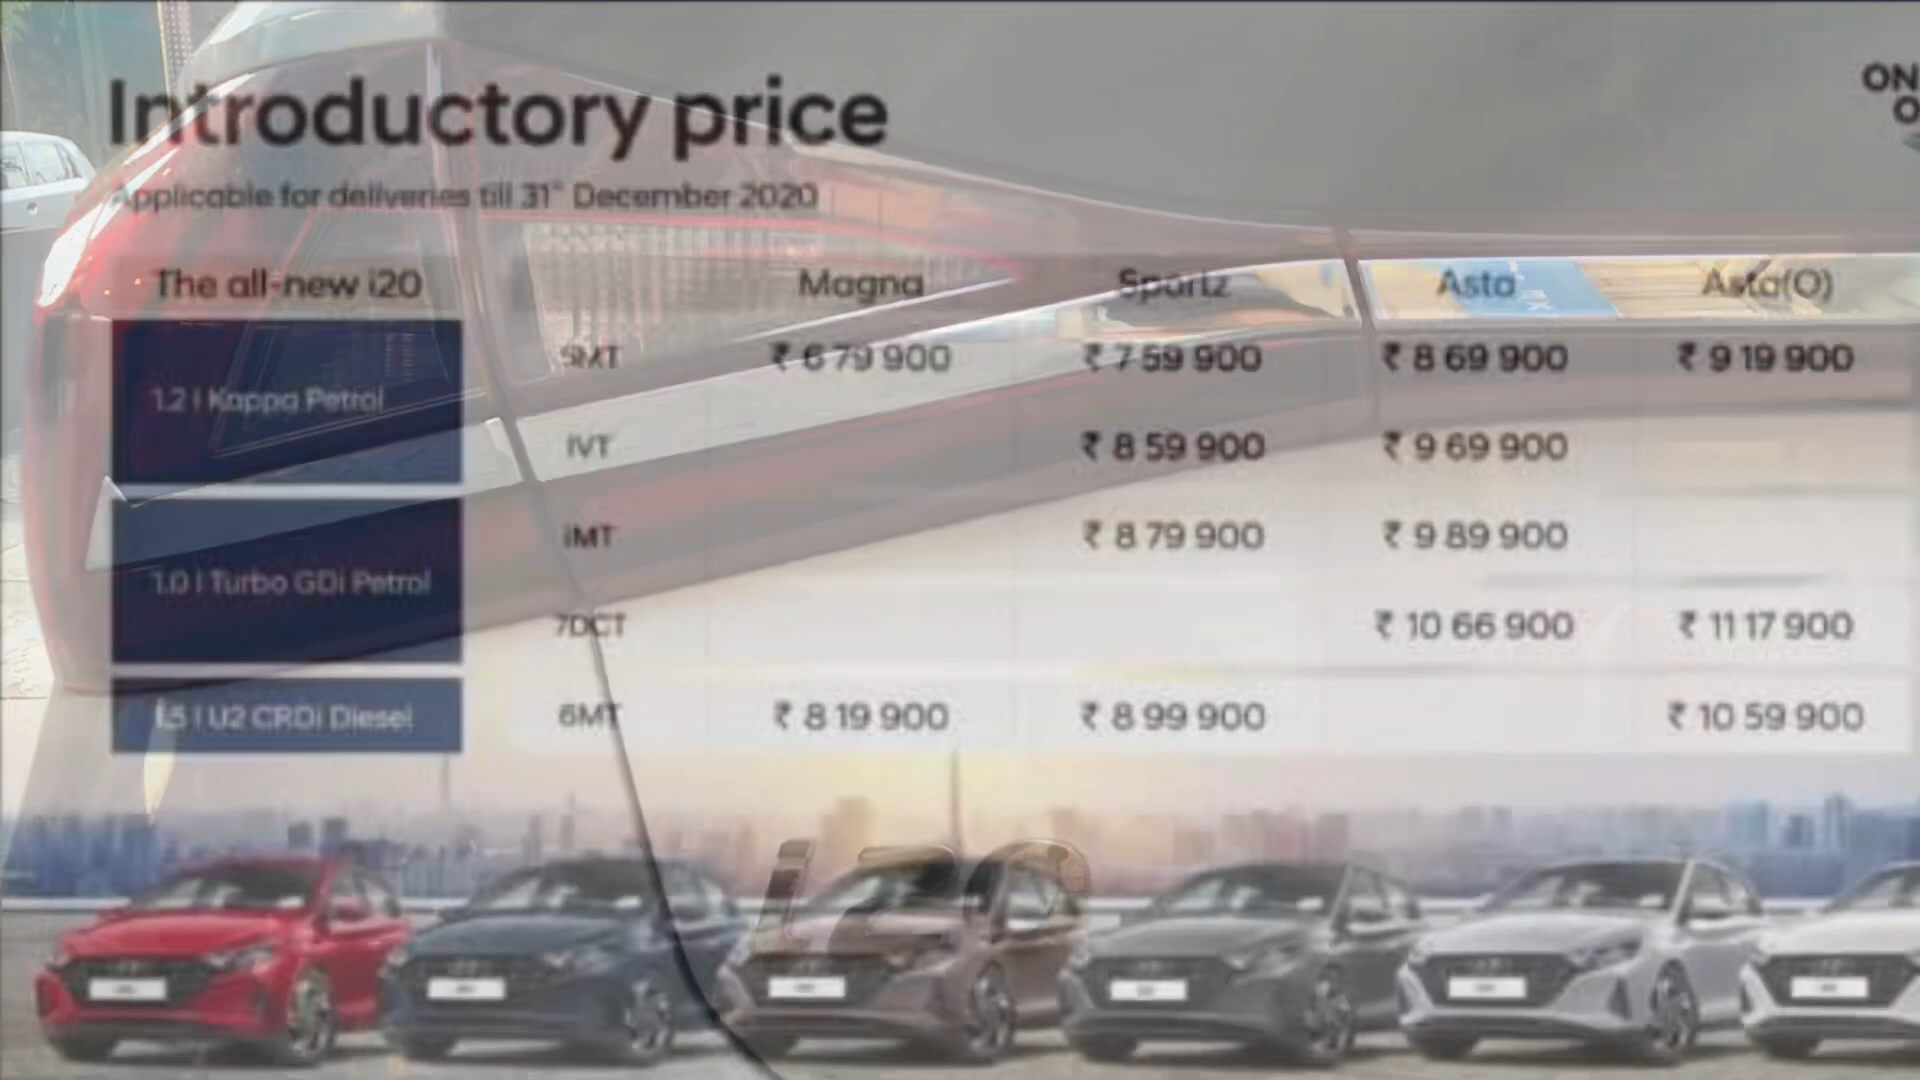 Introductory price
ON
O
Applicable for deliveries till 31st December 2020
The all-new i20 Magna Sportz Asta Asta(O)
1.2 l Kappa Petrol
5MT ₹ 6 79 900 ₹ 7 59 900 ₹ 8 69 900 ₹ 9 19 900
IVT ₹ 8 59 900 ₹ 9 69 900
1.0 l Turbo GDi Petrol
iMT ₹ 8 79 900 ₹ 9 89 900
7DCT ₹ 10 66 900 ₹ 11 17 900
1.5 l U2 CRDi Diesel 6MT ₹ 8 19 900 ₹ 8 99 900 ₹ 10 59 900
i20